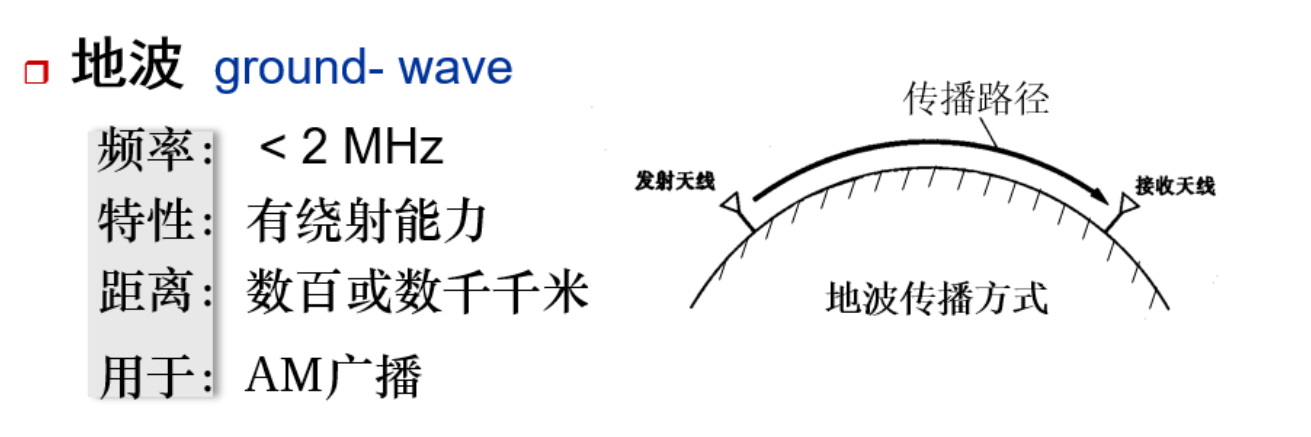 地波 ground- wave
频率： < 2 MHz
特性：有绕射能力
距离：数百或数千千米
用于：AM广播
传播路径
发射天线
接收天线
地波传播方式